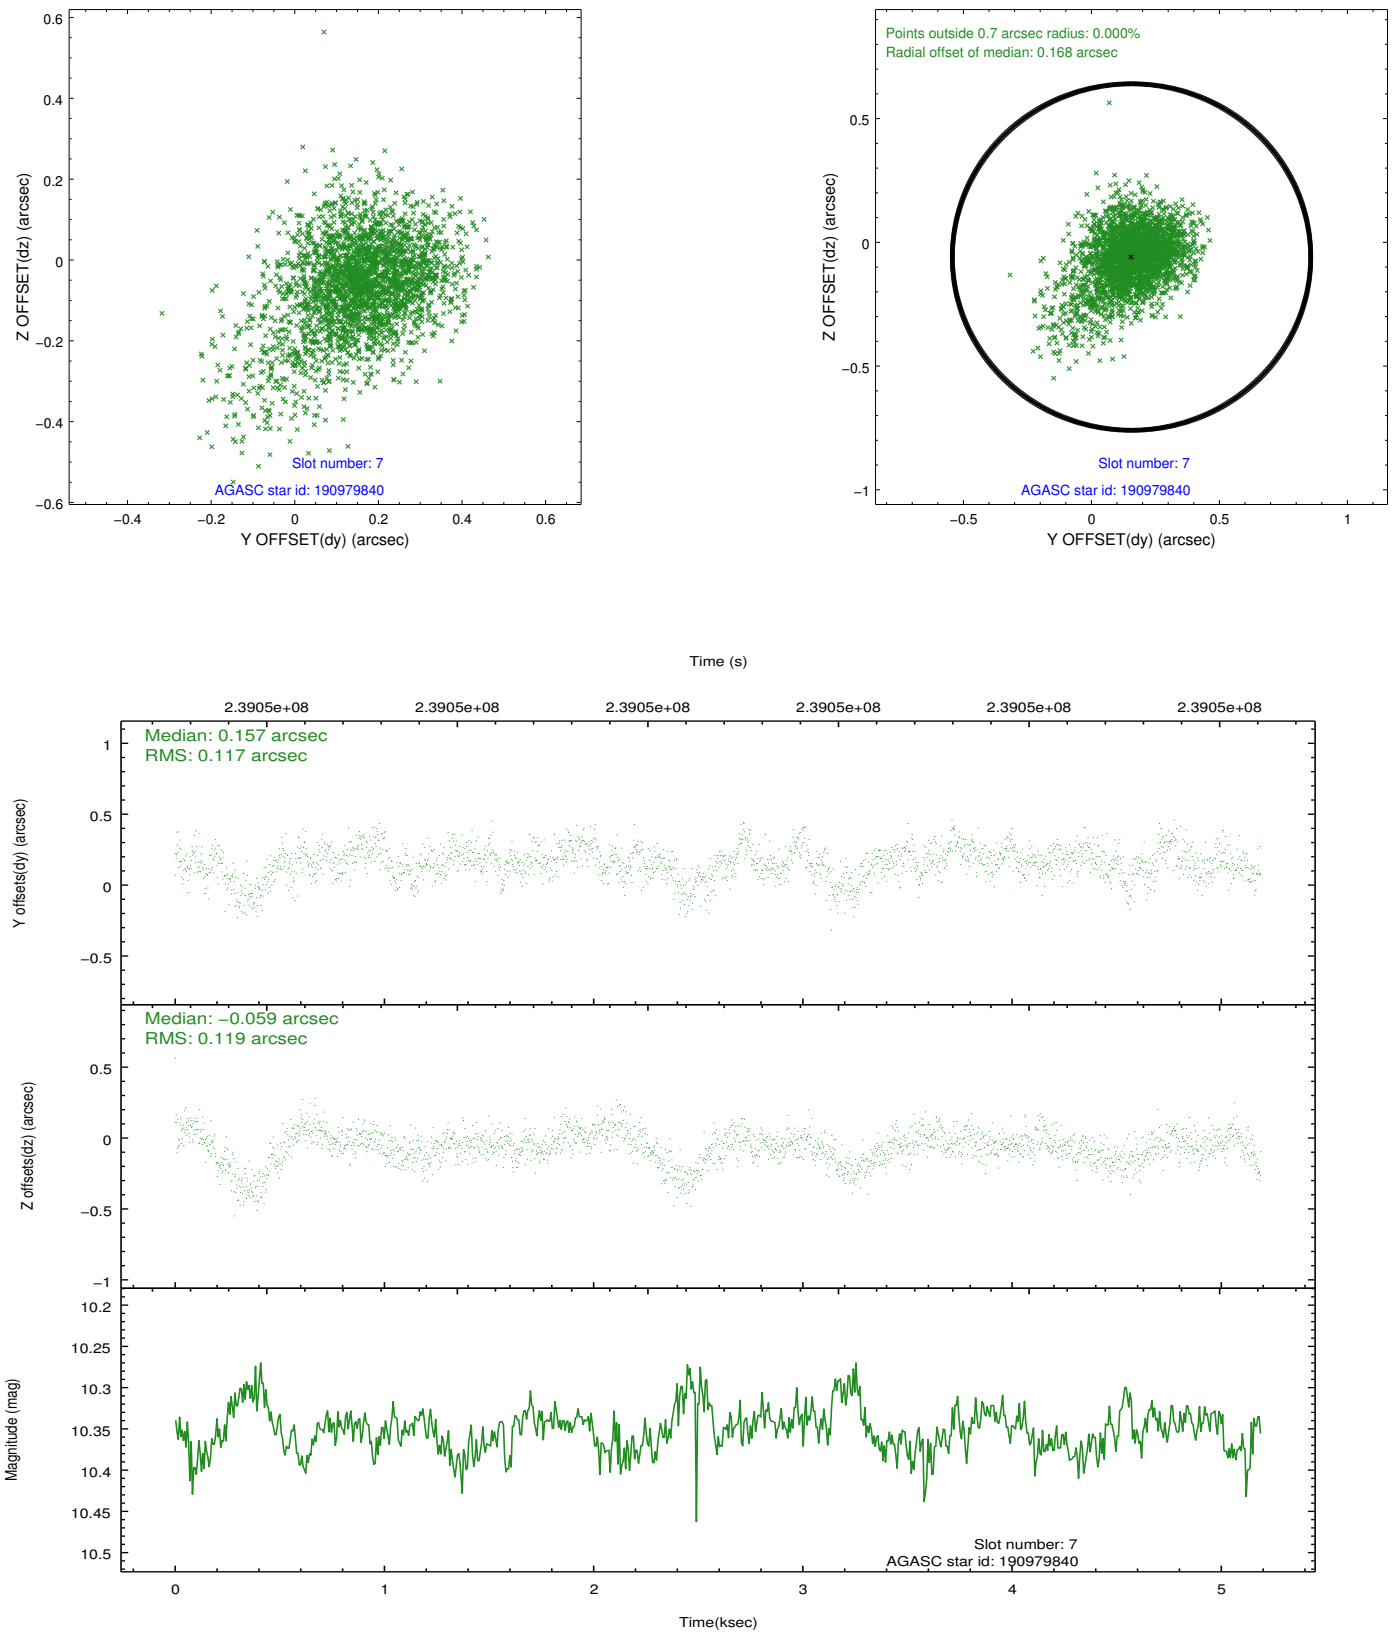 0.6
0.4
0.2
0
−0.2
−0.4
−0.6
Z OFFSET(dz) (arcsec)
Slot number: 7
AGASC star id: 190979840
−0.4 −0.2 0 0.2 0.4 0.6
Y OFFSET(dy) (arcsec)
Points outside 0.7 arcsec radius: 0.000%
Radial offset of median: 0.168 arcsec
0.5
0
−0.5
−1
Z OFFSET(dz) (arcsec)
Slot number: 7
AGASC star id: 190979840
−0.5 0 0.5 1
Y OFFSET(dy) (arcsec)
Time (s)
2.3905e+08 2.3905e+08 2.3905e+08 2.3905e+08 2.3905e+08 2.3905e+08
Median: 0.157 arcsec
RMS: 0.117 arcsec
1
0.5
0
−0.5
Y offsets(dy) (arcsec)
Median: −0.059 arcsec
RMS: 0.119 arcsec
0.5
0
−0.5
−1
Z offsets(dz) (arcsec)
10.2
10.25
10.3
10.35
10.4
10.45
10.5
Magnitude (mag)
Slot number: 7
AGASC star id: 190979840
0 1 2 3 4 5
Time(ksec)